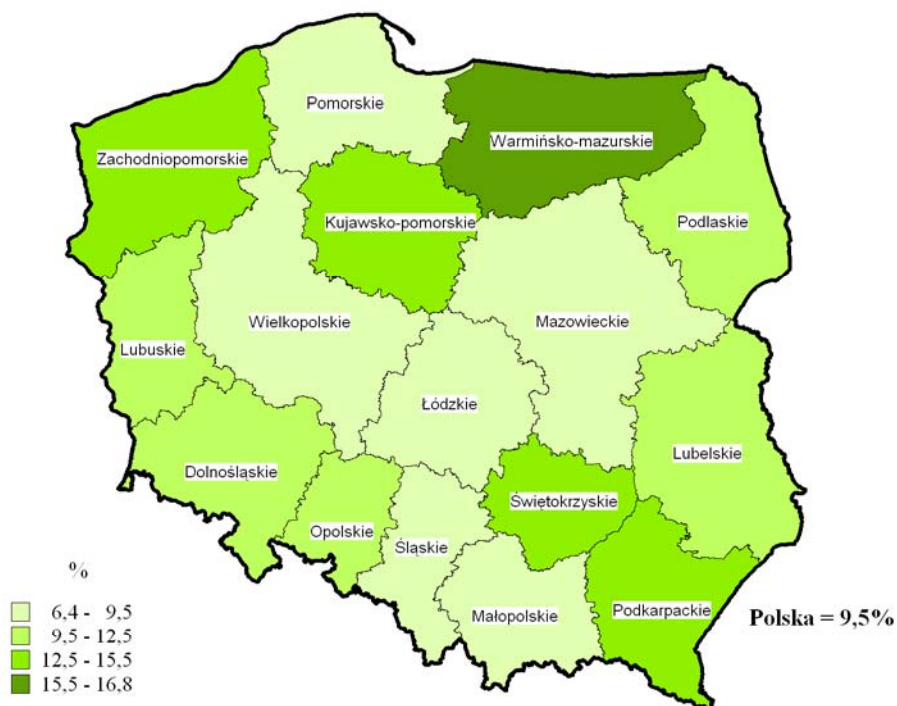 Pomorskie
Warmińsko-mazurskie
Zachodniopomorskie
Kujawsko-pomorskie
Podlaskie
Wielkopolskie
Mazowieckie
Lubuskie
Łódzkie
Lubelskie
Dolnośląskie
Świętokrzyskie
Opolskie
Śląskie
Małopolskie
Podkarpackie
%
6,4 - 9,5
9,5 - 12,5
12,5 - 15,5
15,5 - 16,8
Polska = 9,5%